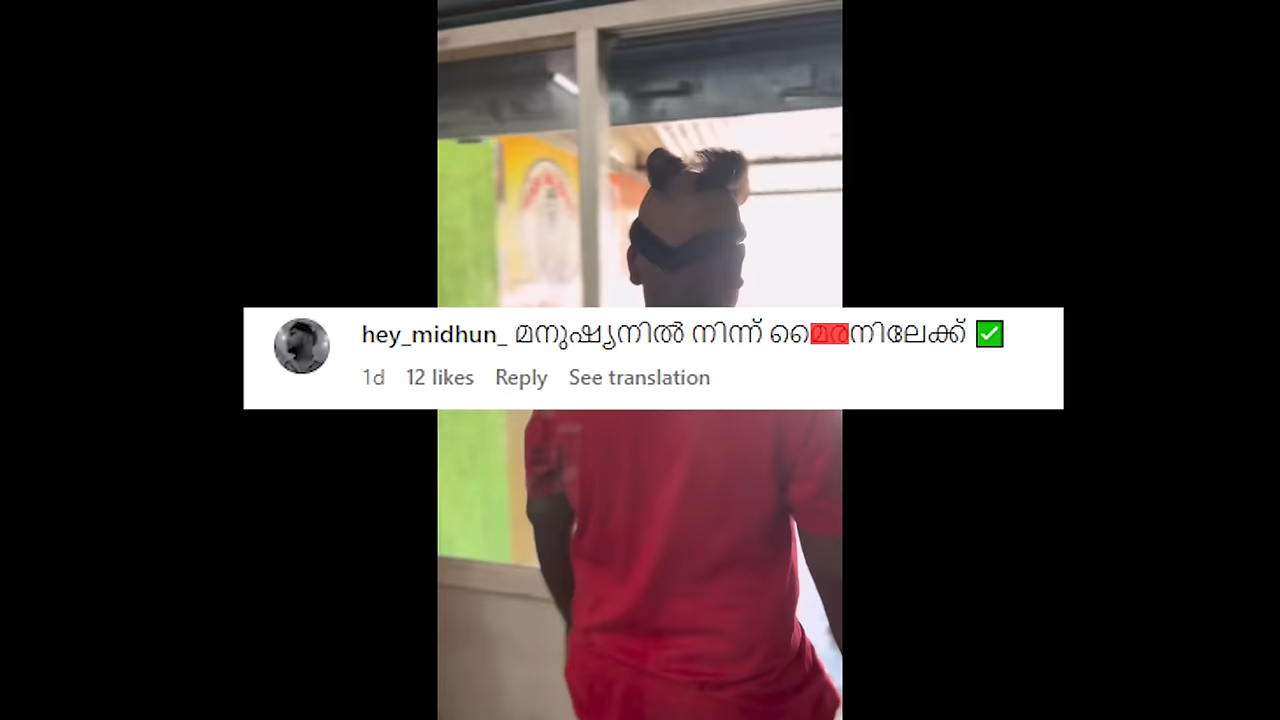 hey_midhun_ മനുഷ്യനിൽ നിന്ന് മൈരനിലേക്ക് ✅
1d 12 likes Reply See translation